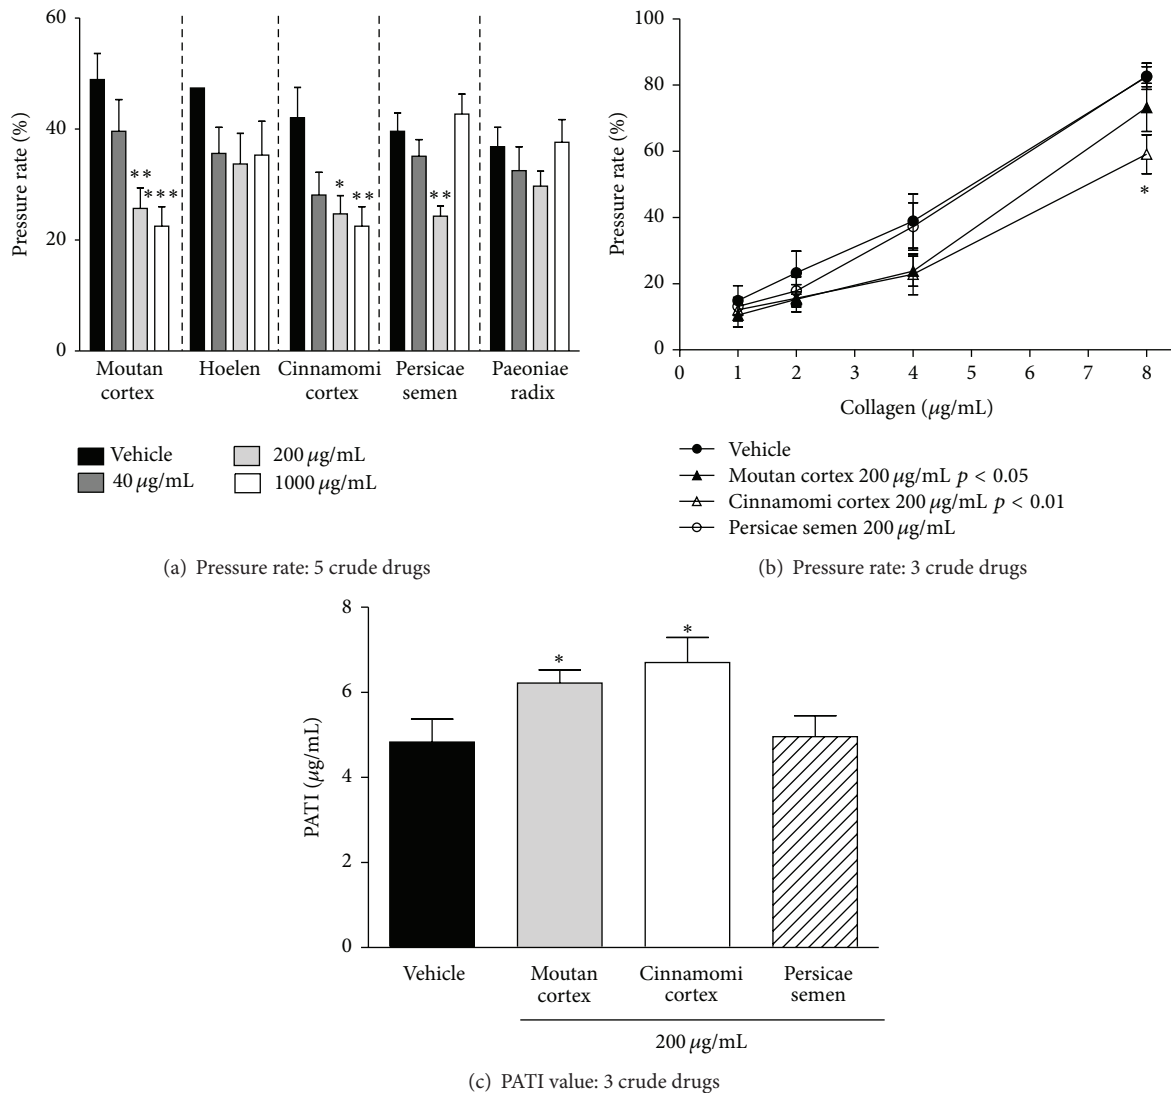 60
40
20
0
Pressure rate (%)
**
***
*
**
**
Moutan cortex
Hoelen
Cinnamomi cortex
Persicae semen
Paeoniae radix
Vehicle
40 μg/mL
200 μg/mL
1000 μg/mL
(a) Pressure rate: 5 crude drugs
100
80
60
40
20
0
Pressure rate (%)
*
0 1 2 3 4 5 6 7 8
Collagen (μg/mL)
Vehicle
Moutan cortex 200 μg/mL p < 0.05
Cinnamomi cortex 200 μg/mL p < 0.01
Persicae semen 200 μg/mL
(b) Pressure rate: 3 crude drugs
8
6
4
2
0
PATI (μg/mL)
*
*
Vehicle
Moutan cortex
Cinnamomi cortex
Persicae semen
200 μg/mL
(c) PATI value: 3 crude drugs